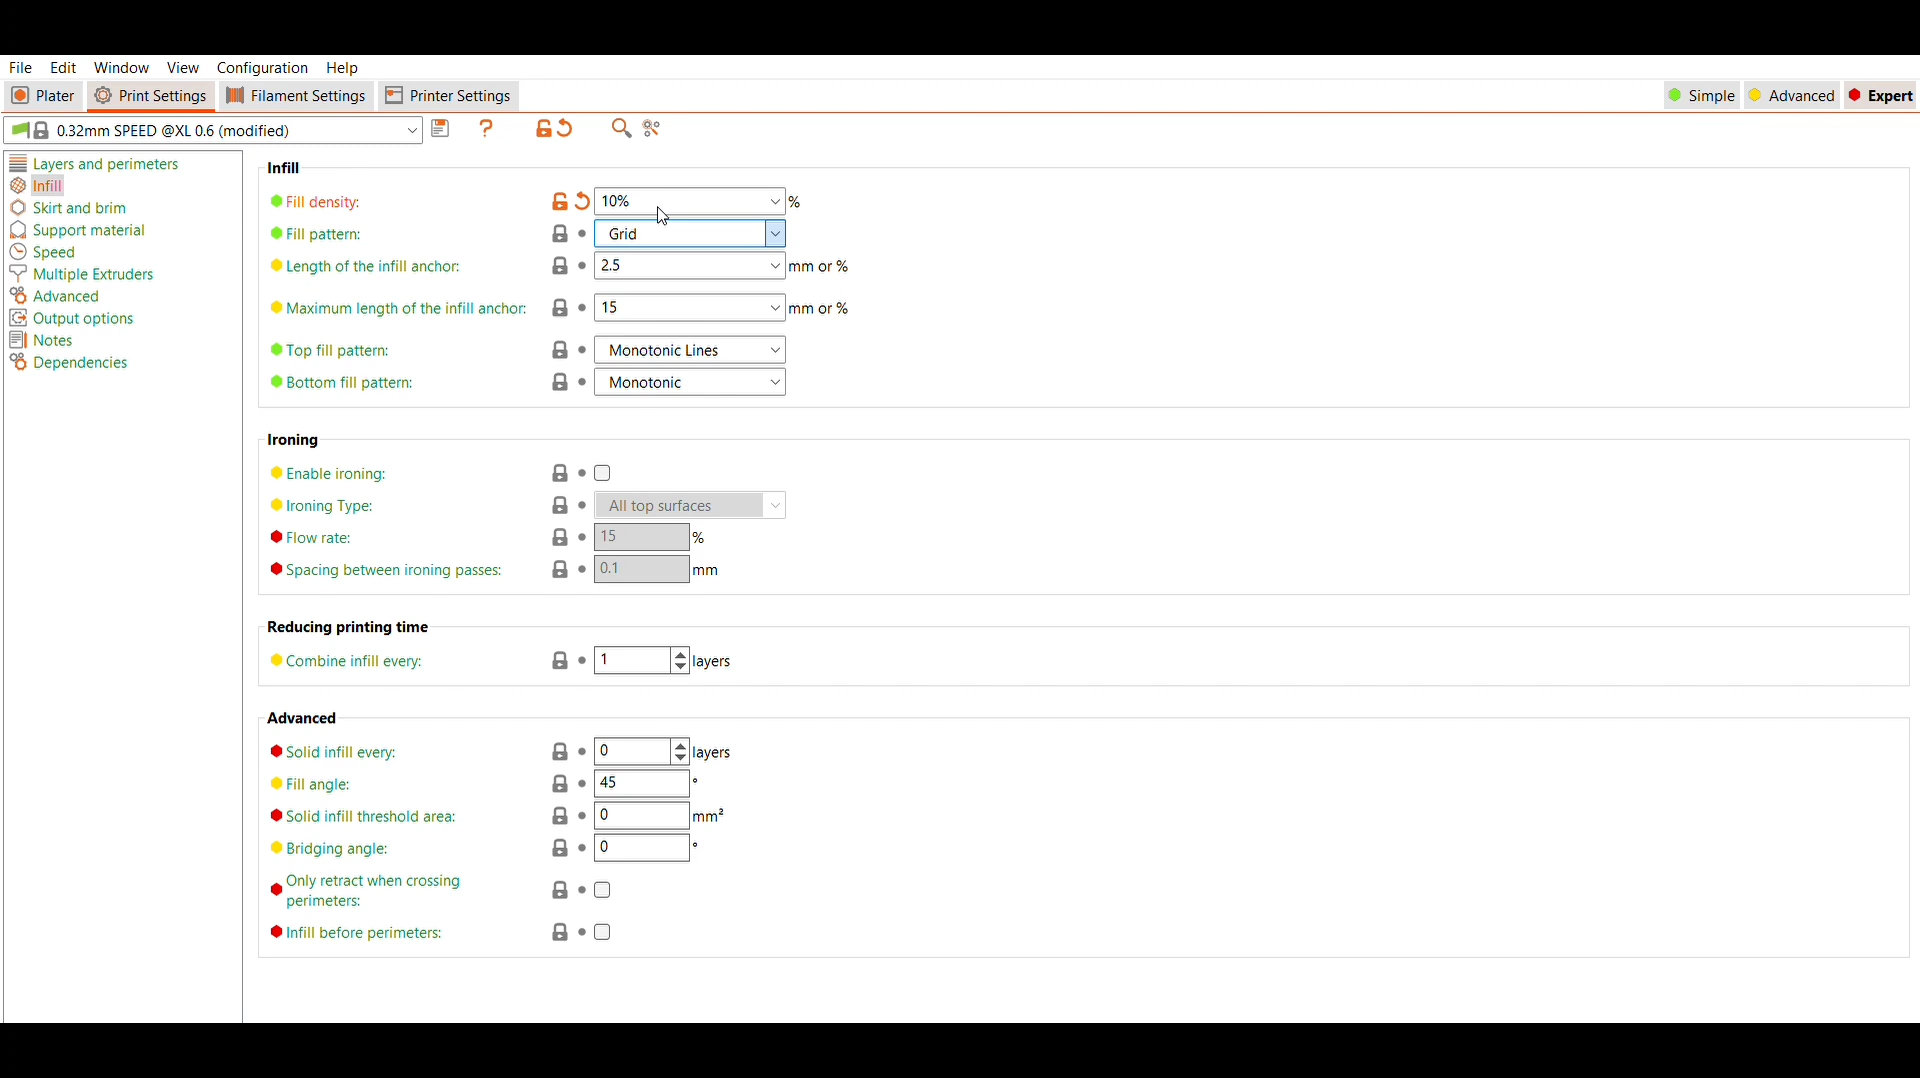 File Edit Window View Configuration Help
Plater Print Settings Filament Settings Printer Settings Simple Advanced Expert
0.32mm SPEED @XL 0.6 (modified) ?
Layers and perimeters
Infill
Skirt and brim
Support material
Speed
Multiple Extruders
Advanced
Output options
Notes
Dependencies
Infill
Fill density: 10% %
Fill pattern: Grid
Length of the infill anchor: 2.5 mm or %
Maximum length of the infill anchor: 15 mm or %
Top fill pattern: Monotonic Lines
Bottom fill pattern: Monotonic
Ironing
Enable ironing:
Ironing Type: All top surfaces
Flow rate: 15 %
Spacing between ironing passes: 0.1 mm
Reducing printing time
Combine infill every: 1 layers
Advanced
Solid infill every: 0 layers
Fill angle: 45 °
Solid infill threshold area: 0 mm²
Bridging angle: 0 °
Only retract when crossing
perimeters:
Infill before perimeters: